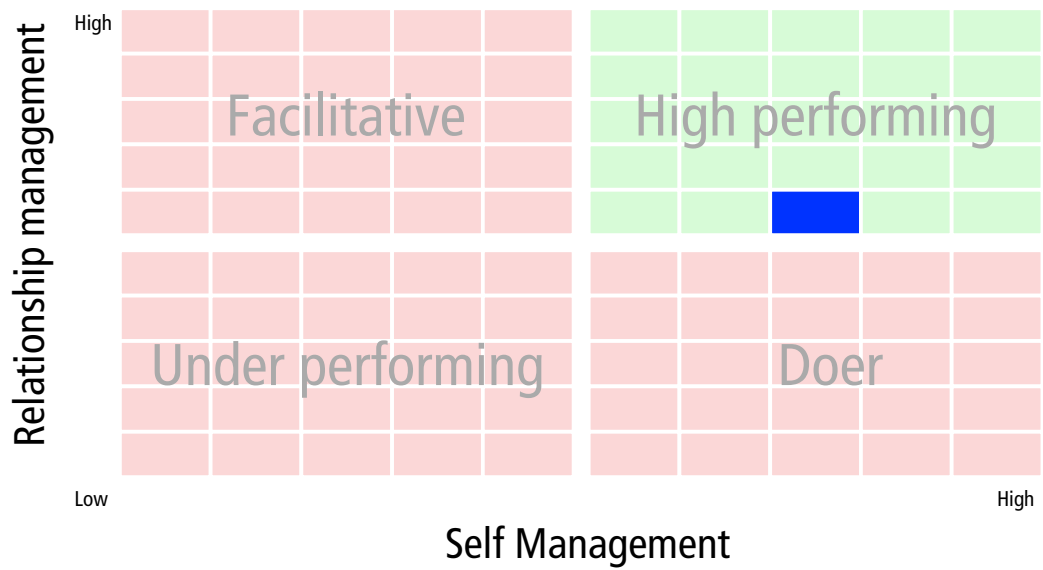 Relationship management
High
Facilitative
High performing
Under performing
Doer
Low
High
Self Management